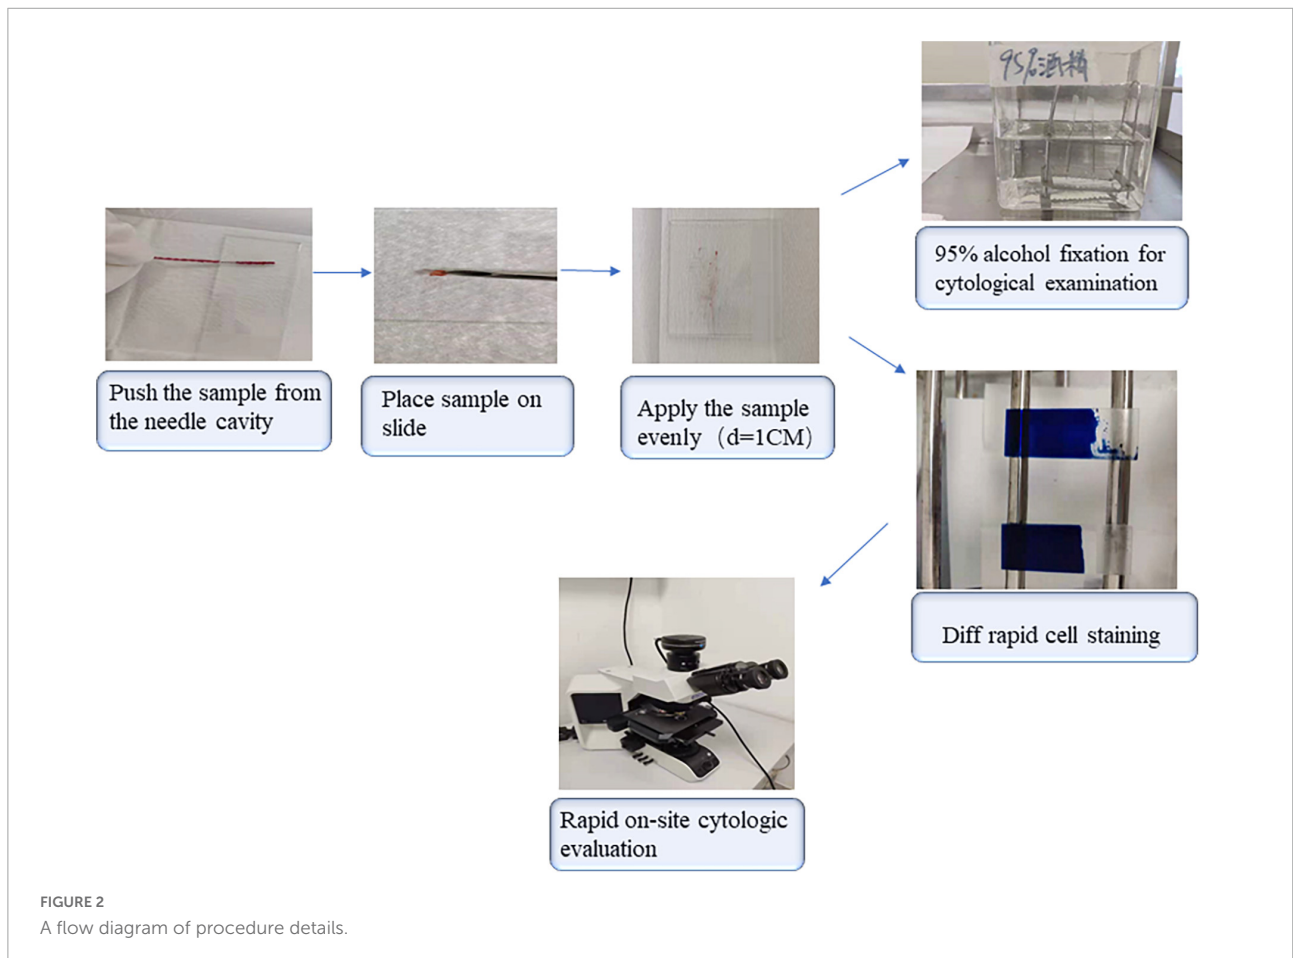 95%酒精
95% alcohol fixation for
cytological examination
Push the sample from
the needle cavity
Place sample on
slide
Apply the sample
evenly（d=1CM）
Diff rapid cell staining
Rapid on-site cytologic
evaluation
FIGURE 2
A flow diagram of procedure details.